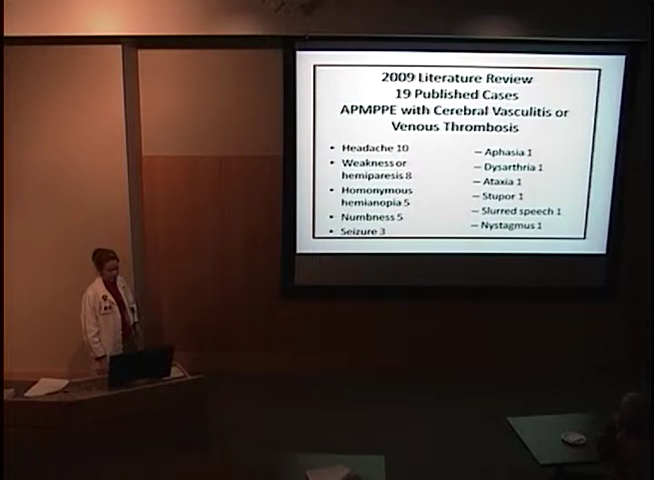 2009 Literature Review
19 Published Cases
APMPPE with Cerebral Vasculitis or
Venous Thrombosis
• Headache 10
• Weakness or
hemiparesis 8
• Homonymous
hemianopia 5
• Numbness 5
• Seizure 3
– Aphasia 1
– Dysarthria 1
– Ataxia 1
– Stupor 1
– Slurred speech 1
– Nystagmus 1